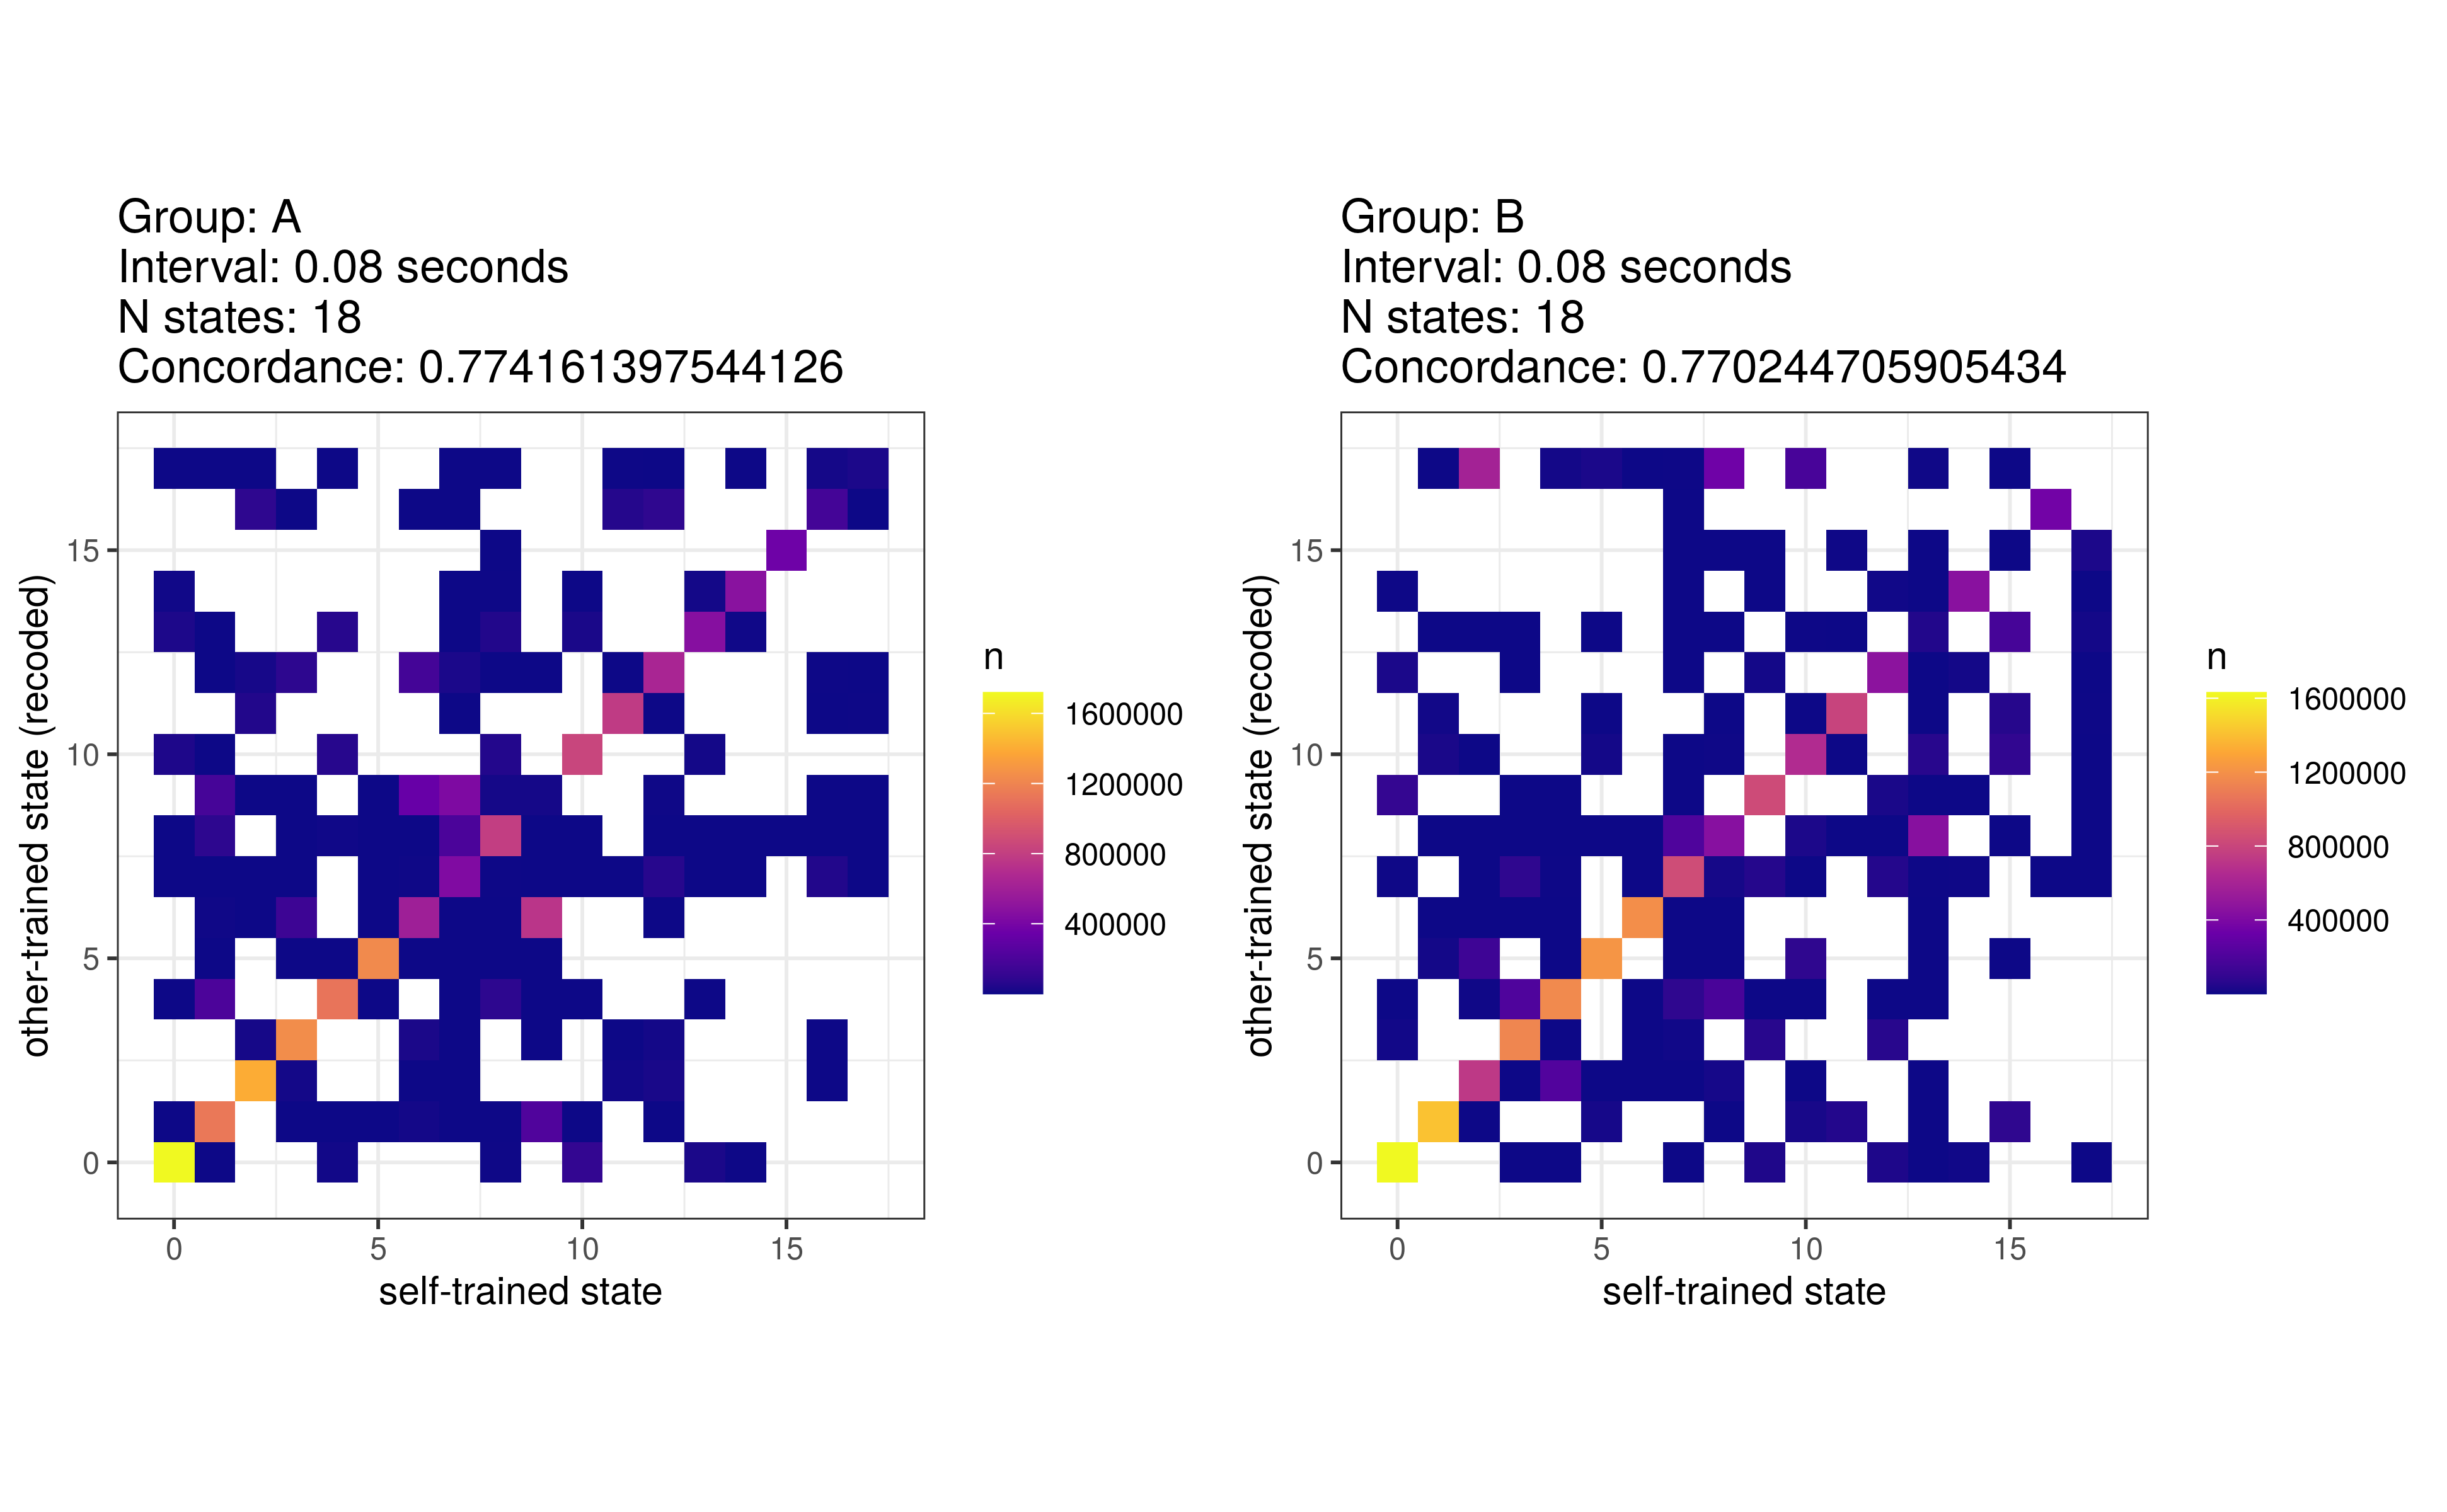 Group: A
Interval: 0.08 seconds
N states: 18
Concordance: 0.774161397544126
other-trained state (recoded)
15
10
5
0
0 5 10 15
self-trained state
n
1600000
1200000
800000
400000
Group: B
Interval: 0.08 seconds
N states: 18
Concordance: 0.770244705905434
other-trained state (recoded)
15
10
5
0
0 5 10 15
self-trained state
n
1600000
1200000
800000
400000